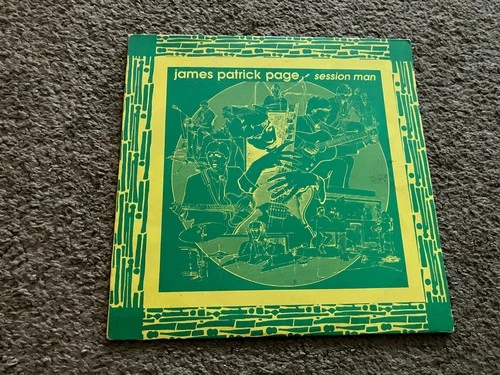 james patrick page / session man